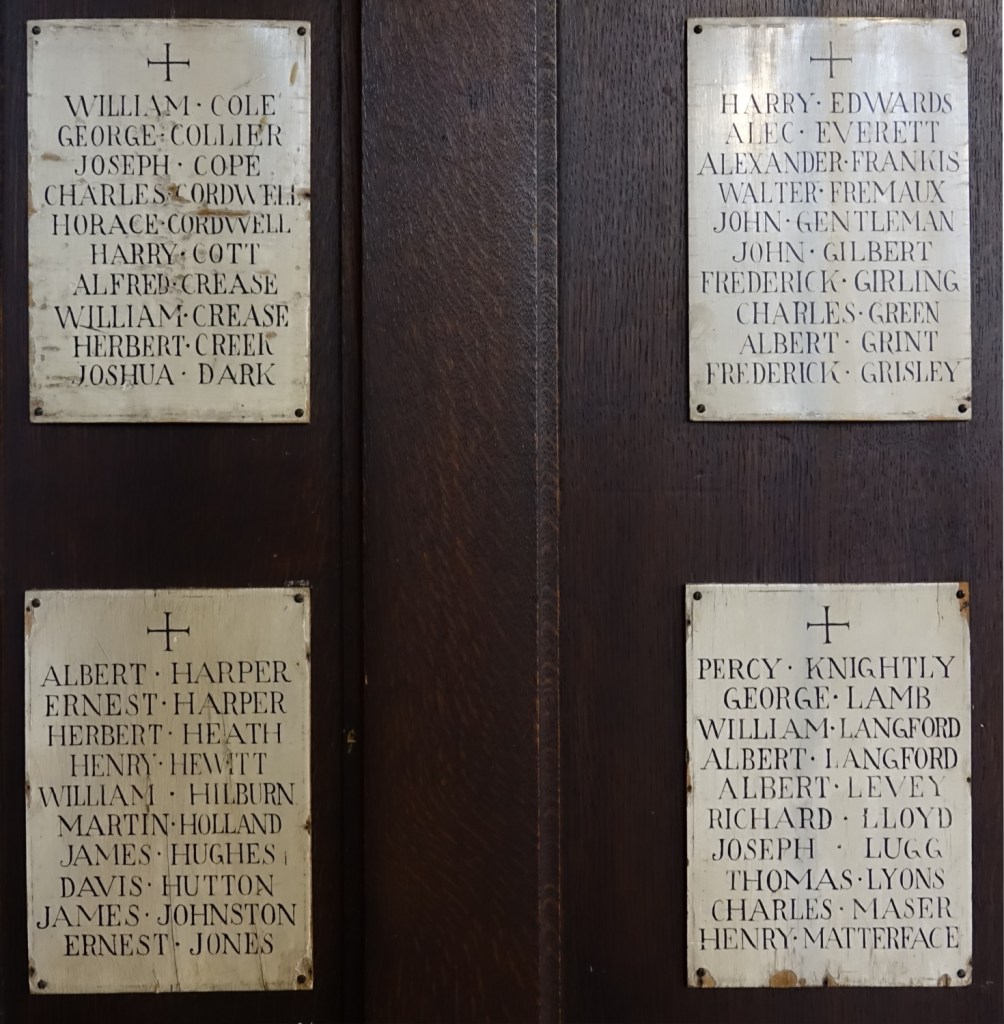 WILLIAM · COLE
GEORGE · COLLIER
JOSEPH · COPE
CHARLES · CORDWELL
HORACE · CORDWELL
HARRY · COTT
ALFRED · CREASE
WILLIAM · CREASE
HERBERT · CREEK
JOSHUA · DARK
HARRY · EDWARDS
ALEC · EVERETT
ALEXANDER · FRANKIS
WALTER · FREMAUX
JOHN · GENTLEMAN
JOHN · GILBERT
FREDERICK · GIRLING
CHARLES · GREEN
ALBERT · GRINT
FREDERICK · GRISLEY
ALBERT · HARPER
ERNEST · HARPER
HERBERT · HEATH
HENRY · HEWITT
WILLIAM · HILBURN
MARTIN · HOLLAND
JAMES · HUGHES
DAVIS · HUTTON
JAMES · JOHNSTON
ERNEST · JONES
PERCY · KNIGHTLY
GEORGE · LAMB
WILLIAM · LANGFORD
ALBERT · LANGFORD
ALBERT · LEVEY
RICHARD · LLOYD
JOSEPH · LUGG
THOMAS · LYONS
CHARLES · MASER
HENRY · MATTERFACE